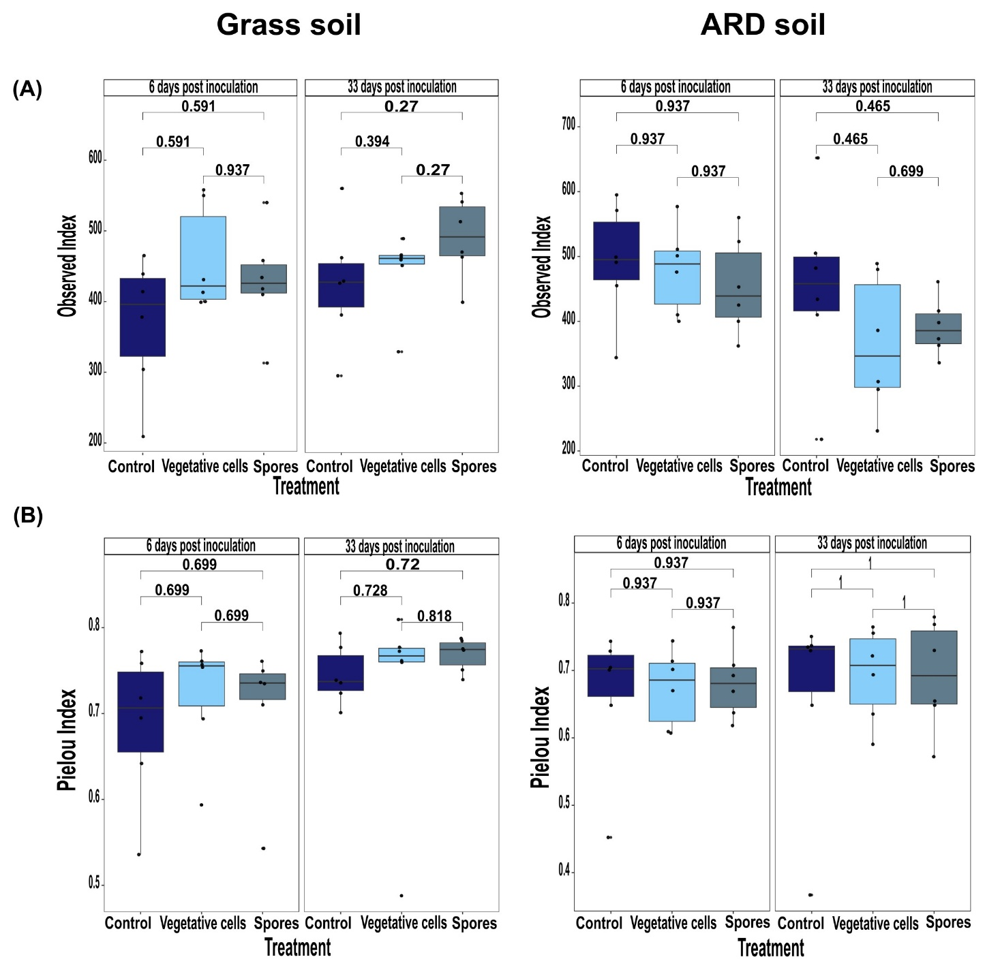 Grass soil
ARD soil
(A)
6 days post inoculation
33 days post inoculation
0.591
0.591
0.937
0.27
0.394
0.27
Observed Index
600
500
400
300
200
Control
Vegetative cells
Spores
Control
Vegetative cells
Spores
Treatment
6 days post inoculation
33 days post inoculation
0.937
0.937
0.937
0.465
0.465
0.699
Observed Index
700
600
500
400
300
200
Control
Vegetative cells
Spores
Control
Vegetative cells
Spores
Treatment
(B)
6 days post inoculation
33 days post inoculation
0.699
0.699
0.699
0.72
0.728
0.818
Pielou Index
0.8
0.7
0.6
0.5
Control
Vegetative cells
Spores
Control
Vegetative cells
Spores
Treatment
6 days post inoculation
33 days post inoculation
0.937
0.937
0.937
1
1
1
Pielou Index
0.8
0.7
0.6
0.5
0.4
Control
Vegetative cells
Spores
Control
Vegetative cells
Spores
Treatment